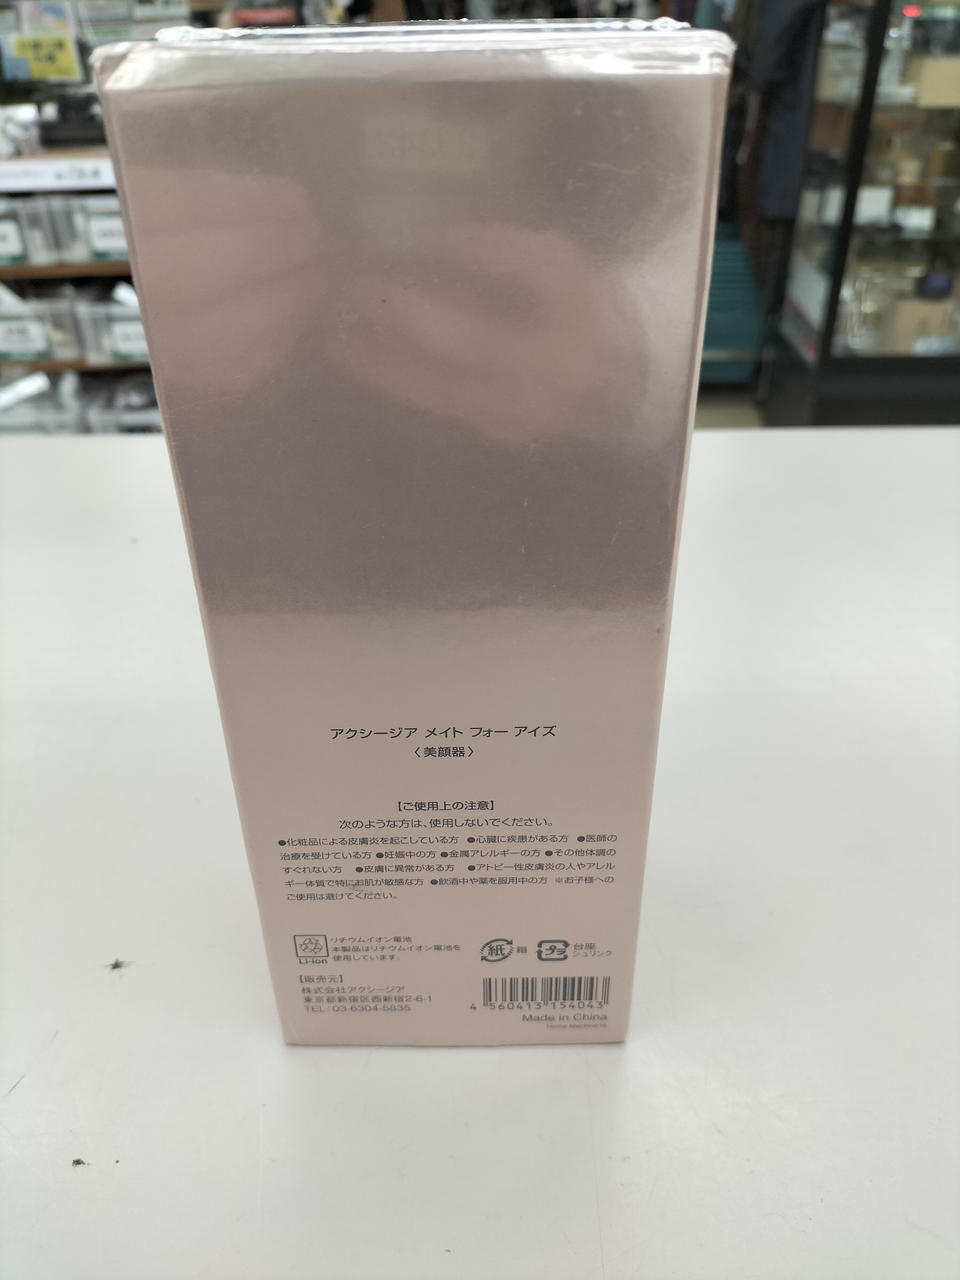 アクシージア メイト フォー アイズ
〈美顔器〉
【ご使用上の注意】
次のような方は、使用しないでください。
●化粧品による皮膚炎を起こしている方 ●心臓に疾患がある方 ●医師の
治療を受けている方 ●妊娠中の方 ●金属アレルギーの方 ●その他体調の
すぐれない方 ●皮膚に異常がある方 ●アトピー性皮膚炎の人やアレル
ギー体質で特にお肌が敏感な方 ●飲酒中や薬を服用中の方 ※お子様への
ご使用は避けてください。
リチウムイオン電池
本製品はリチウムイオン電池を
使用しています。
Li-ion
紙 箱
プラ 台座
シュリンク
【販売元】
株式会社アクシージア
東京都新宿区西新宿2-6-1
TEL 03-6304-5835
4 560413 154043
Made in China
Home Machine15